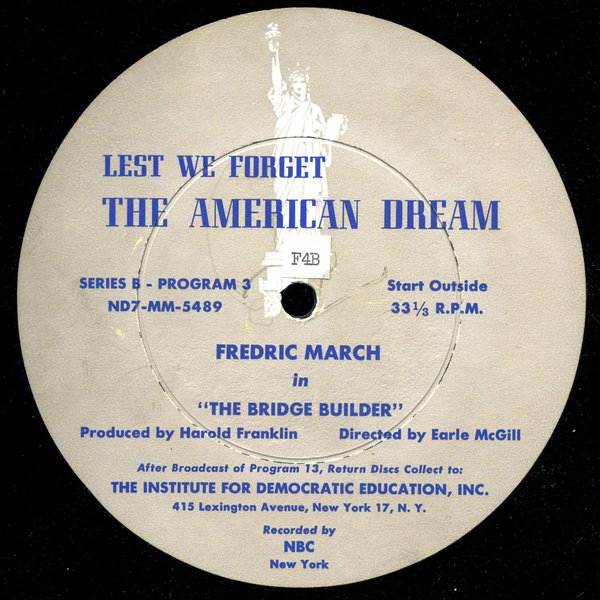 LEST WE FORGET
THE AMERICAN DREAM
F4B
SERIES B - PROGRAM 3
ND7-MM-5489
Start Outside
33 1/3 R.P.M.
FREDRIC MARCH
in
"THE BRIDGE BUILDER"
Produced by Harold Franklin Directed by Earle McGill
After Broadcast of Program 13, Return Discs Collect to:
THE INSTITUTE FOR DEMOCRATIC EDUCATION, INC.
415 Lexington Avenue, New York 17, N. Y.
Recorded by
NBC
New York